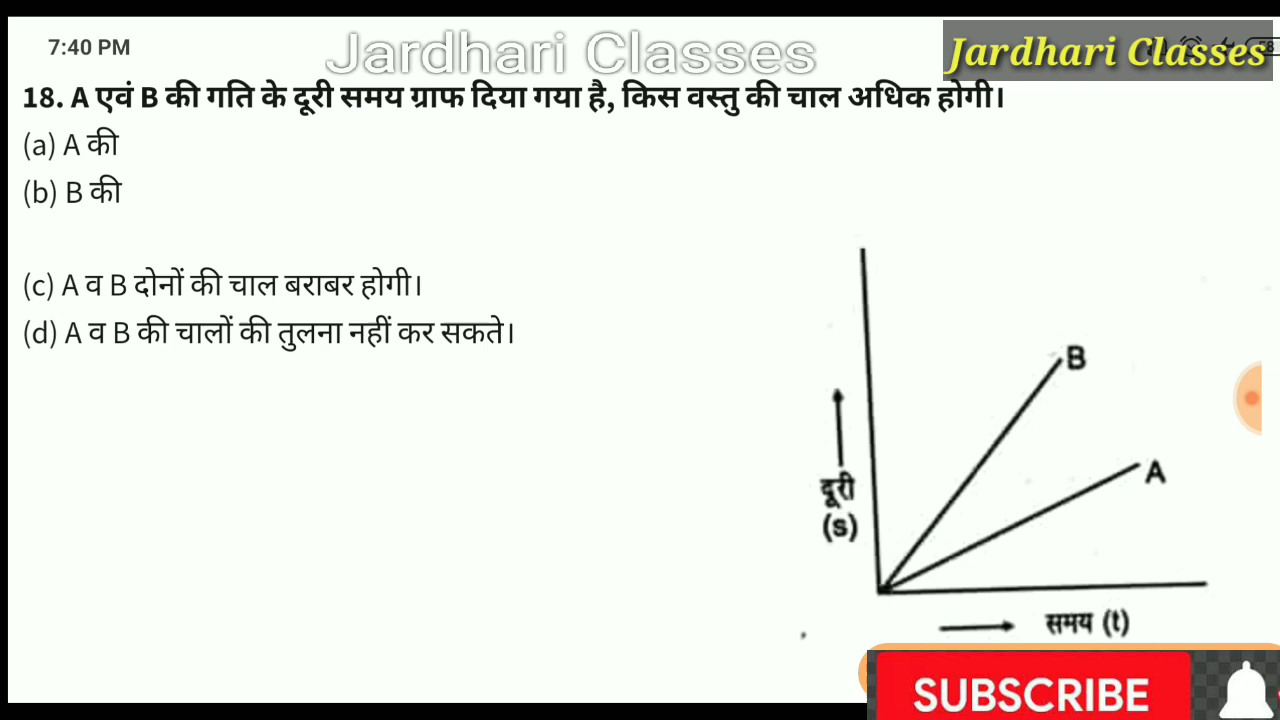 7:40 PM
Jardhari Classes
Jardhari Classes
58
18. A एवं B की गति के दूरी समय ग्राफ दिया गया है, किस वस्तु की चाल अधिक होगी।
(a) A की
(b) B की
(c) A व B दोनों की चाल बराबर होगी।
(d) A व B की चालों की तुलना नहीं कर सकते।
B
A
दूरी
(s)
समय (t)
SUBSCRIBE